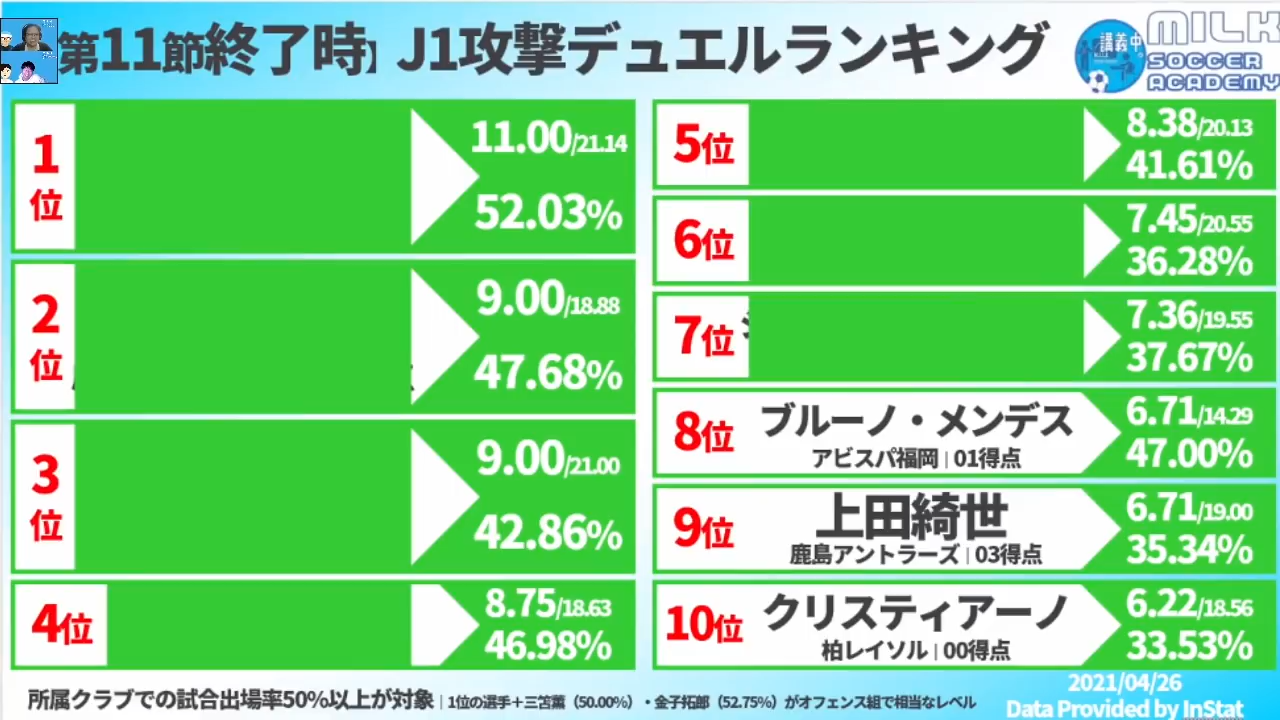 第11節終了時 J1攻撃デュエルランキング
講義中
MILK
SOCCER
ACADEMY
1位
11.00/21.14
52.03%
2位
9.00/18.88
47.68%
3位
9.00/21.00
42.86%
4位
8.75/18.63
46.98%
5位
8.38/20.13
41.61%
6位
7.45/20.55
36.28%
7位
7.36/19.55
37.67%
8位
ブルーノ・メンデス
アビスパ福岡 | 01得点
6.71/14.29
47.00%
9位
上田綺世
鹿島アントラーズ | 03得点
6.71/19.00
35.34%
10位
クリスティアーノ
柏レイソル | 00得点
6.22/18.56
33.53%
所属クラブでの試合出場率50%以上が対象 | 1位の選手＋三笘薫（50.00%）・金子拓郎（52.75%）がオフェンス組で相当なレベル
2021/04/26
Data Provided by InStat